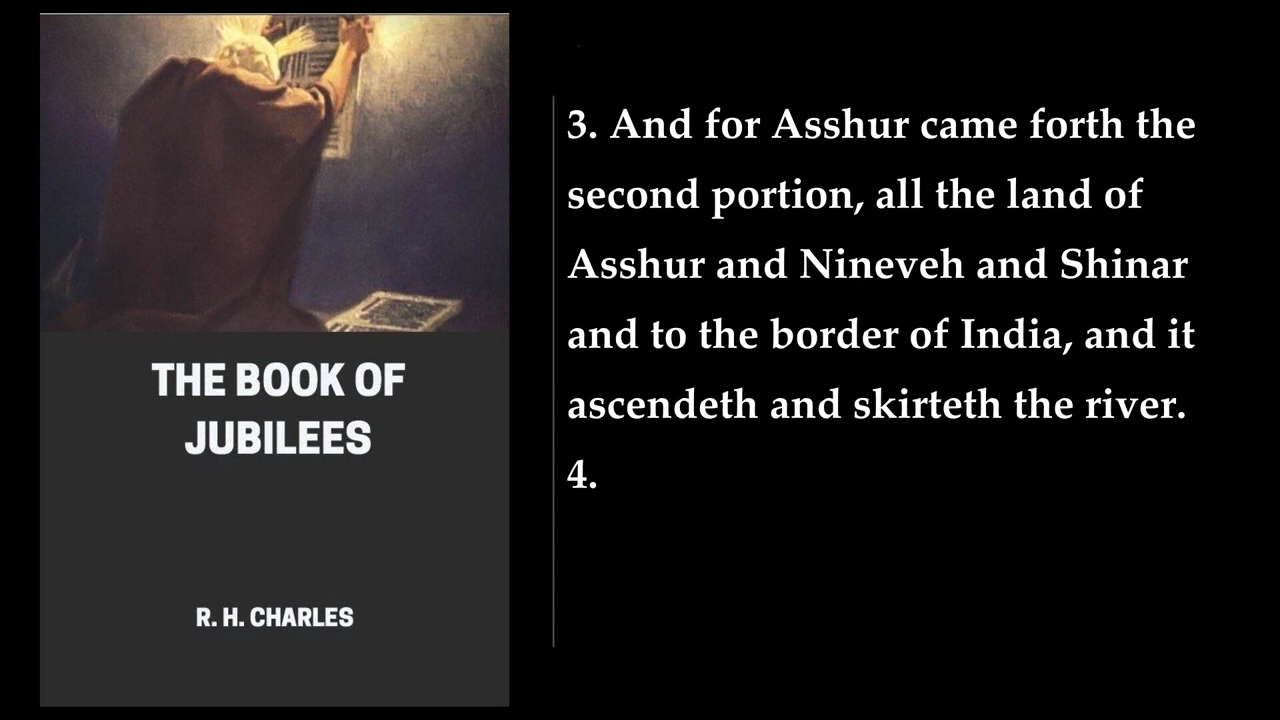 THE BOOK OF
JUBILEES
R. H. CHARLES
3. And for Asshur came forth the
second portion, all the land of
Asshur and Nineveh and Shinar
and to the border of India, and it
ascendeth and skirteth the river.
4.